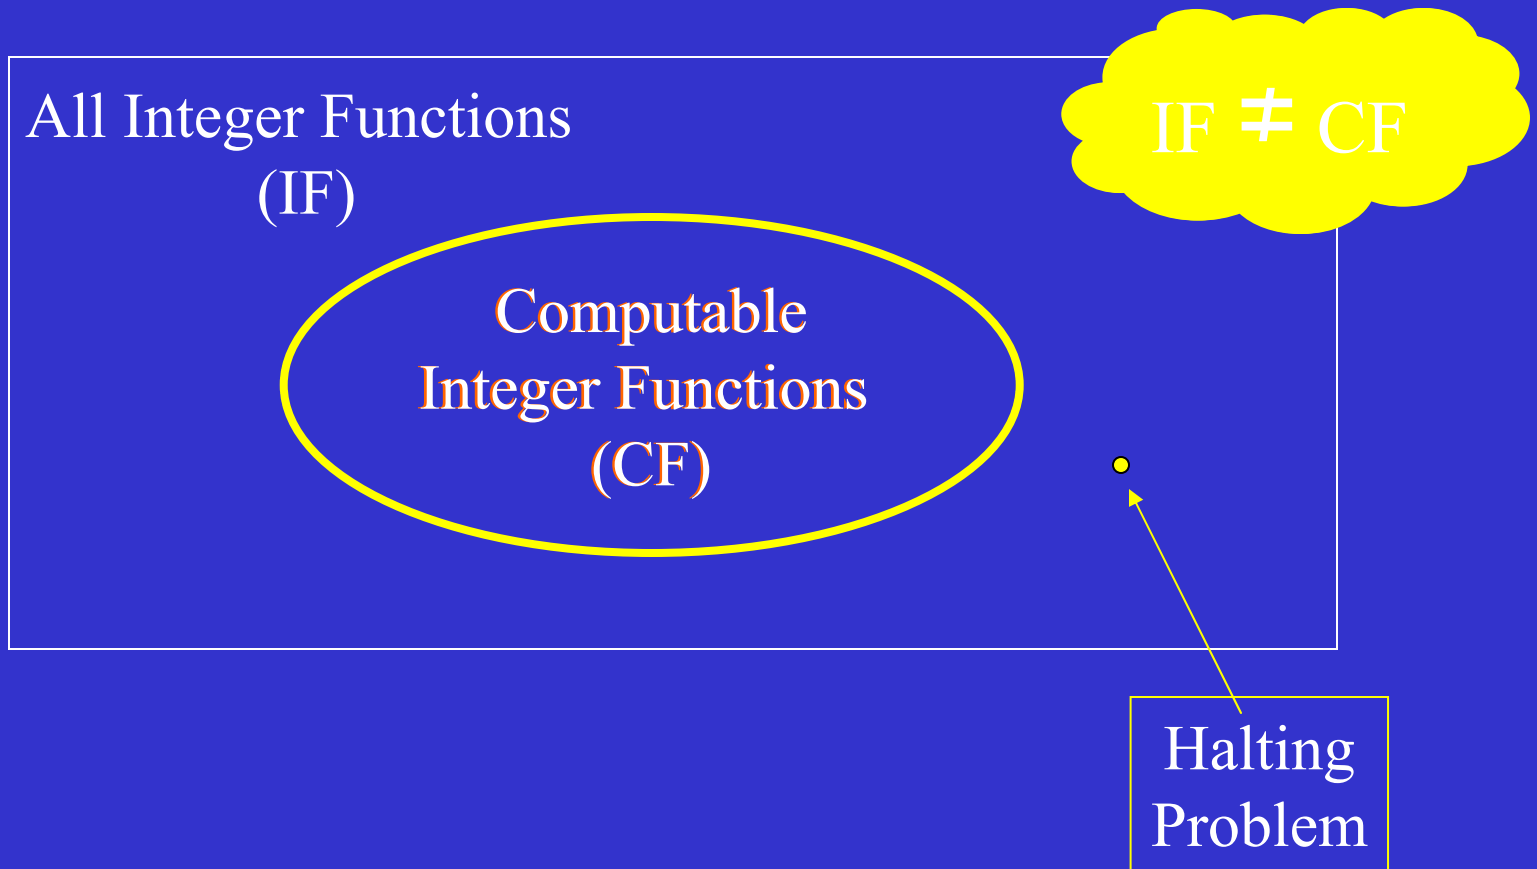 All Integer Functions
(IF)
IF ≠ CF
Computable
Integer Functions
(CF)
Halting
Problem